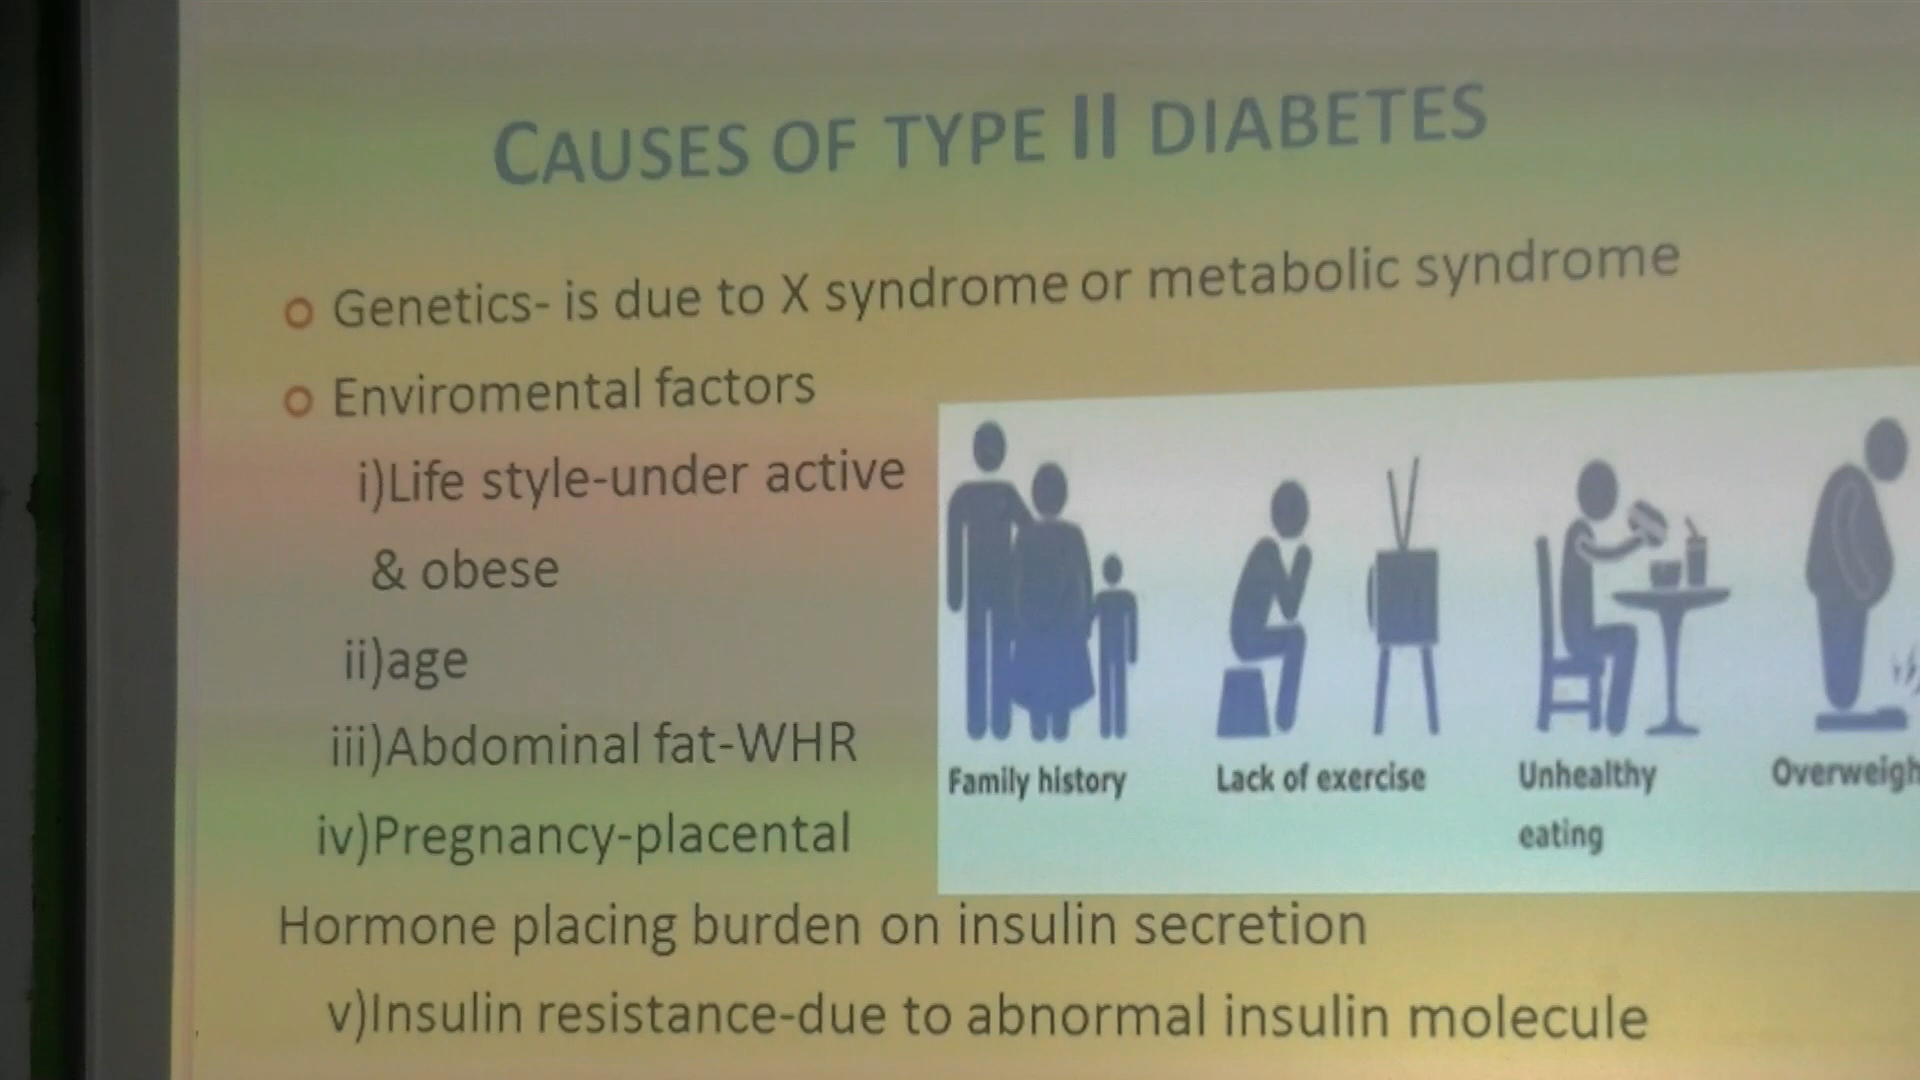 CAUSES OF TYPE II DIABETES
Genetics- is due to X syndrome or metabolic syndrome
Enviromental factors
i)Life style-under active
& obese
ii)age
iii)Abdominal fat-WHR
iv)Pregnancy-placental
Hormone placing burden on insulin secretion
v)Insulin resistance-due to abnormal insulin molecule
Family history
Lack of exercise
Unhealthy
eating
Overweigh